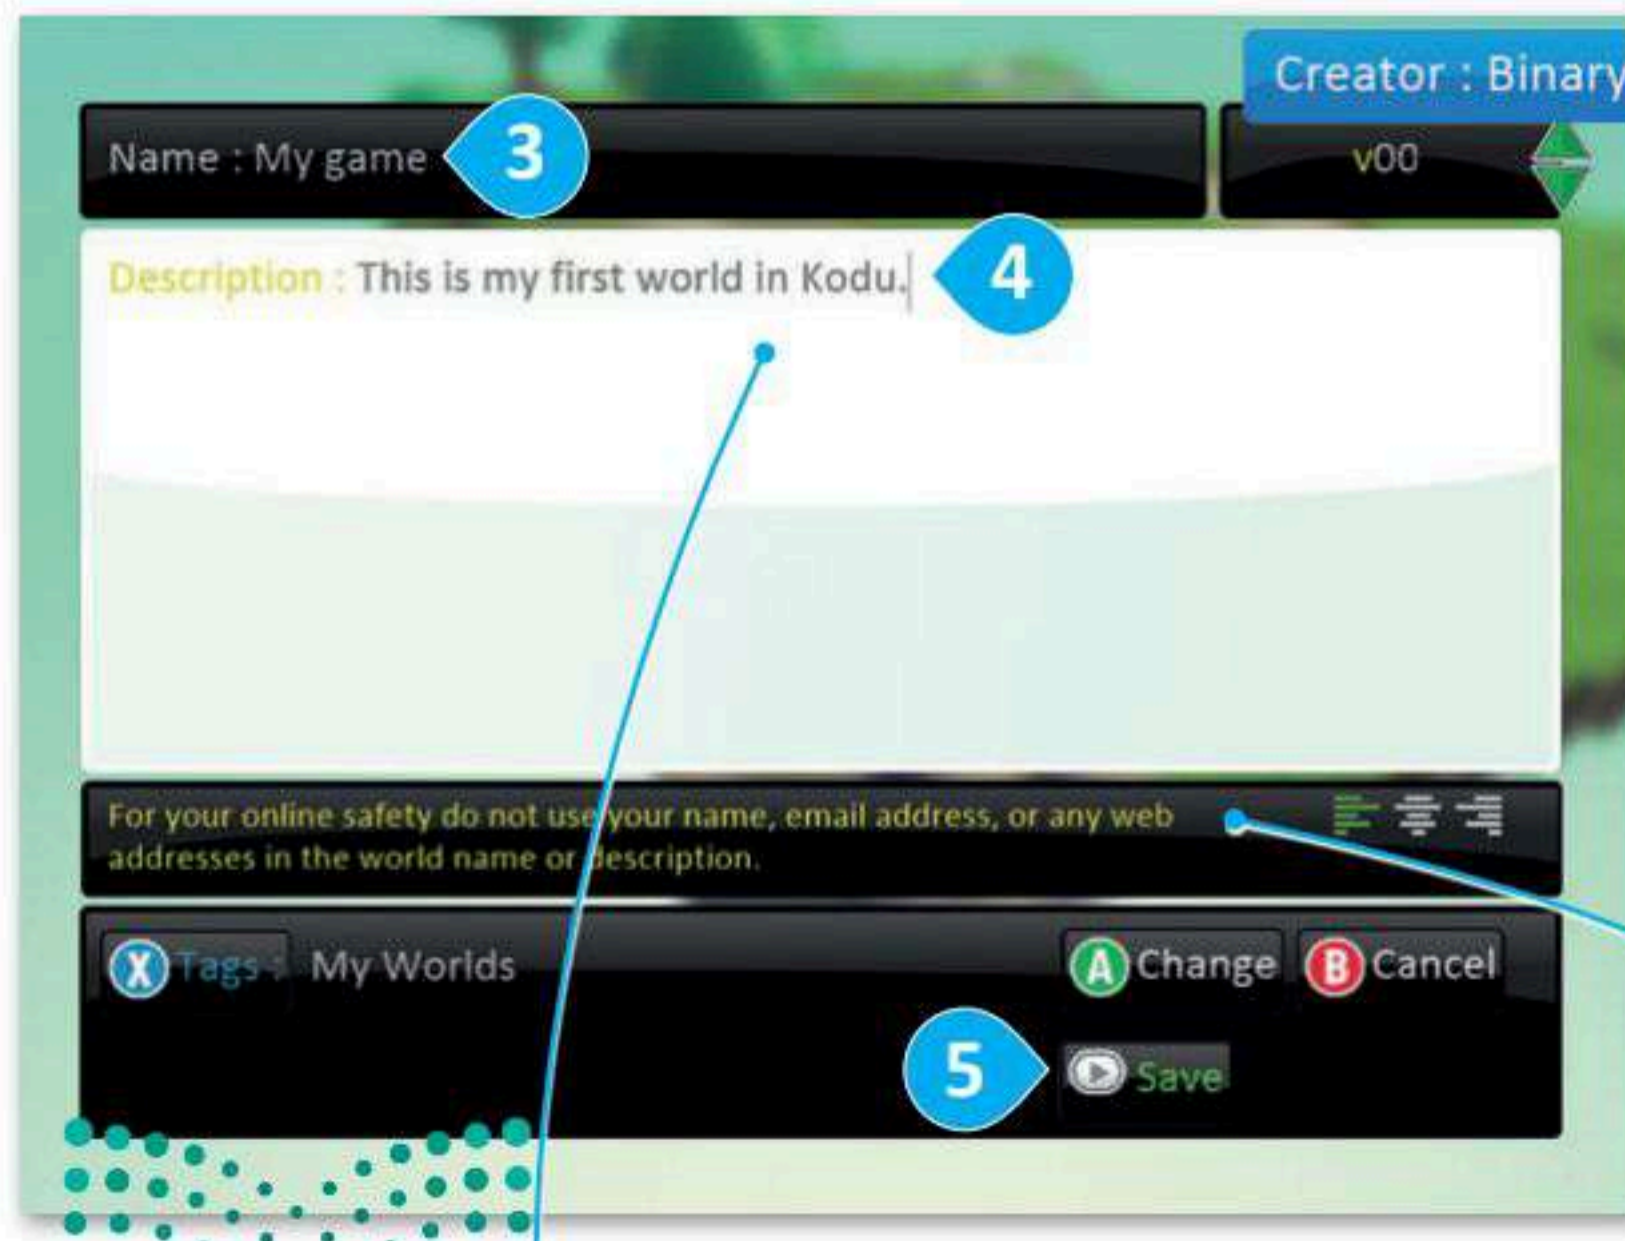 Creator : Binary
Name : My game
3
v00
Description : This is my first world in Kodu.
4
For your online safety do not use your name, email address, or any web
addresses in the world name or description.
X Tags : My Worlds
A Change
B Cancel
5
Save